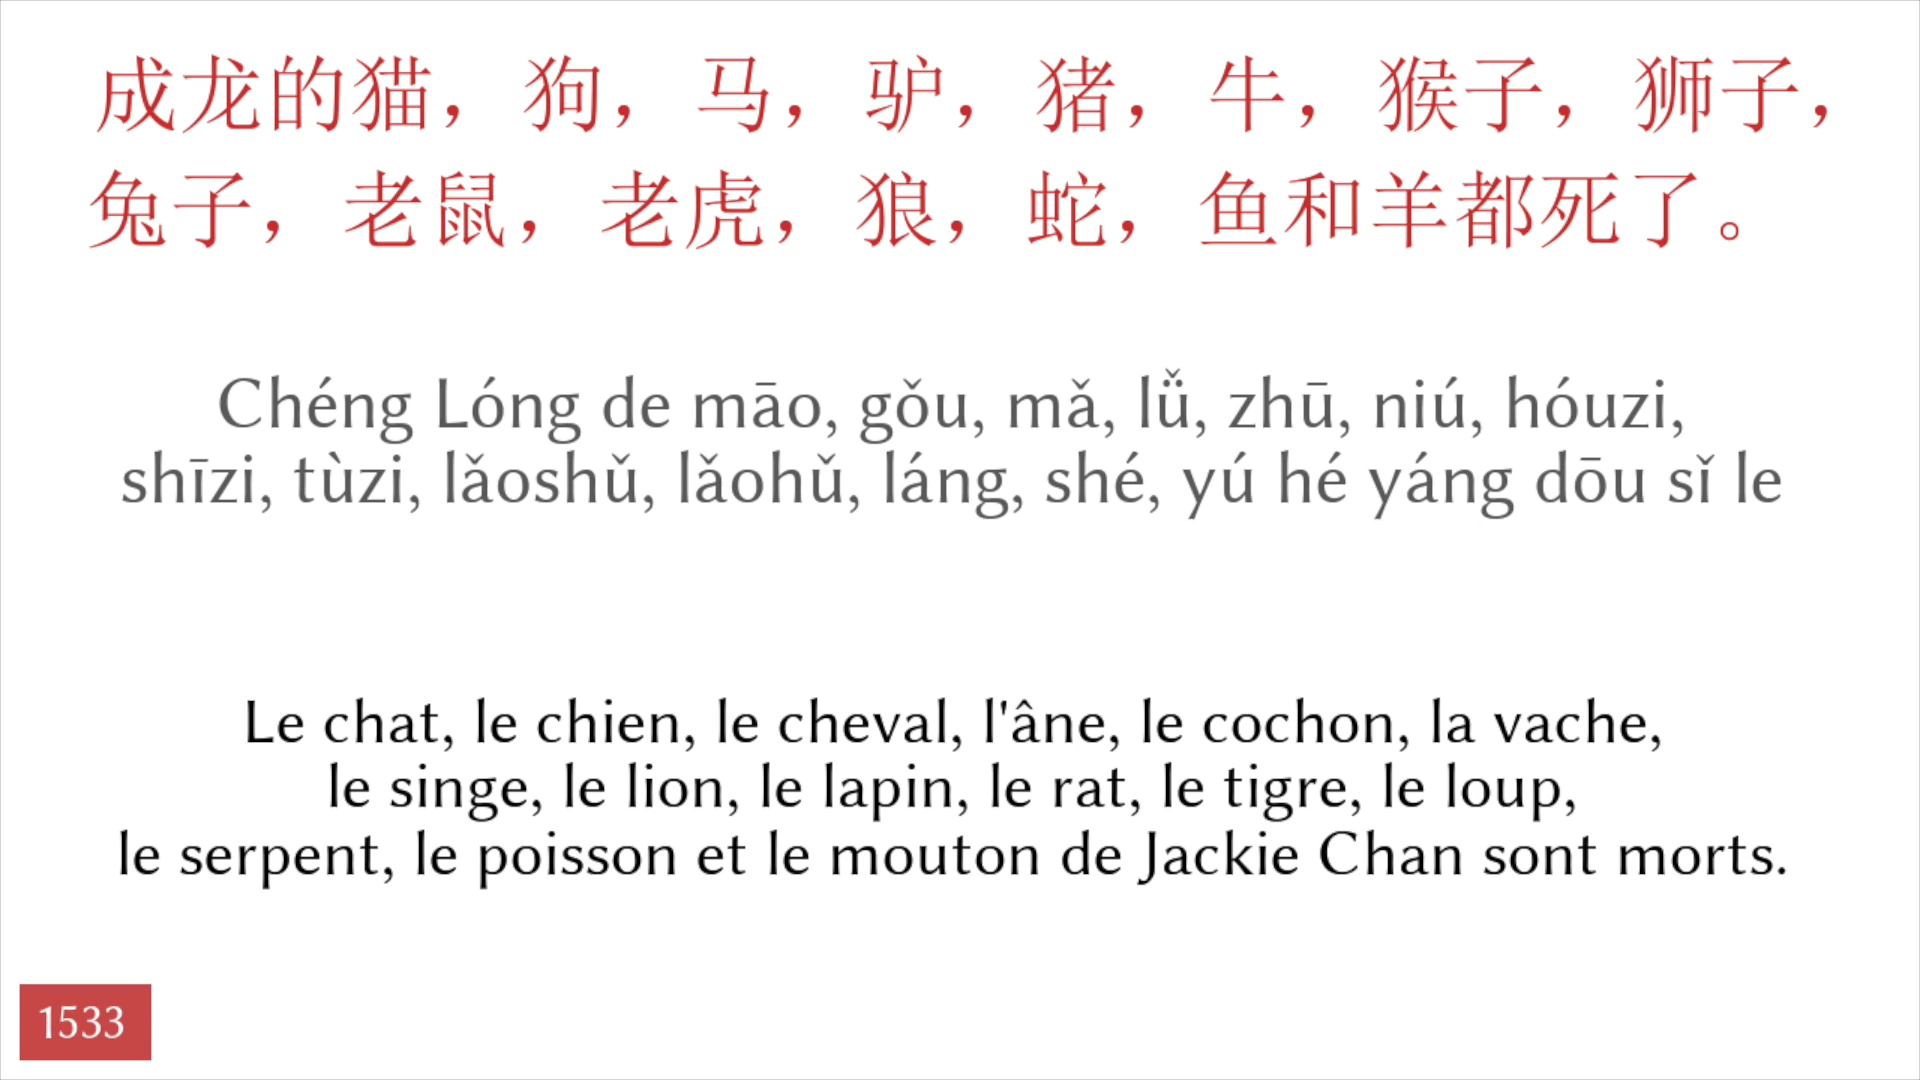 成龙的猫，狗，马，驴，猪，牛，猴子，狮子，
兔子，老鼠，老虎，狼，蛇，鱼和羊都死了。
Chéng Lóng de māo, gǒu, mǎ, lǚ, zhū, niú, hóuzi,
shīzi, tùzi, lǎoshǔ, lǎohǔ, láng, shé, yú hé yáng dōu sǐ le
Le chat, le chien, le cheval, l'âne, le cochon, la vache,
le singe, le lion, le lapin, le rat, le tigre, le loup,
le serpent, le poisson et le mouton de Jackie Chan sont morts.
1533